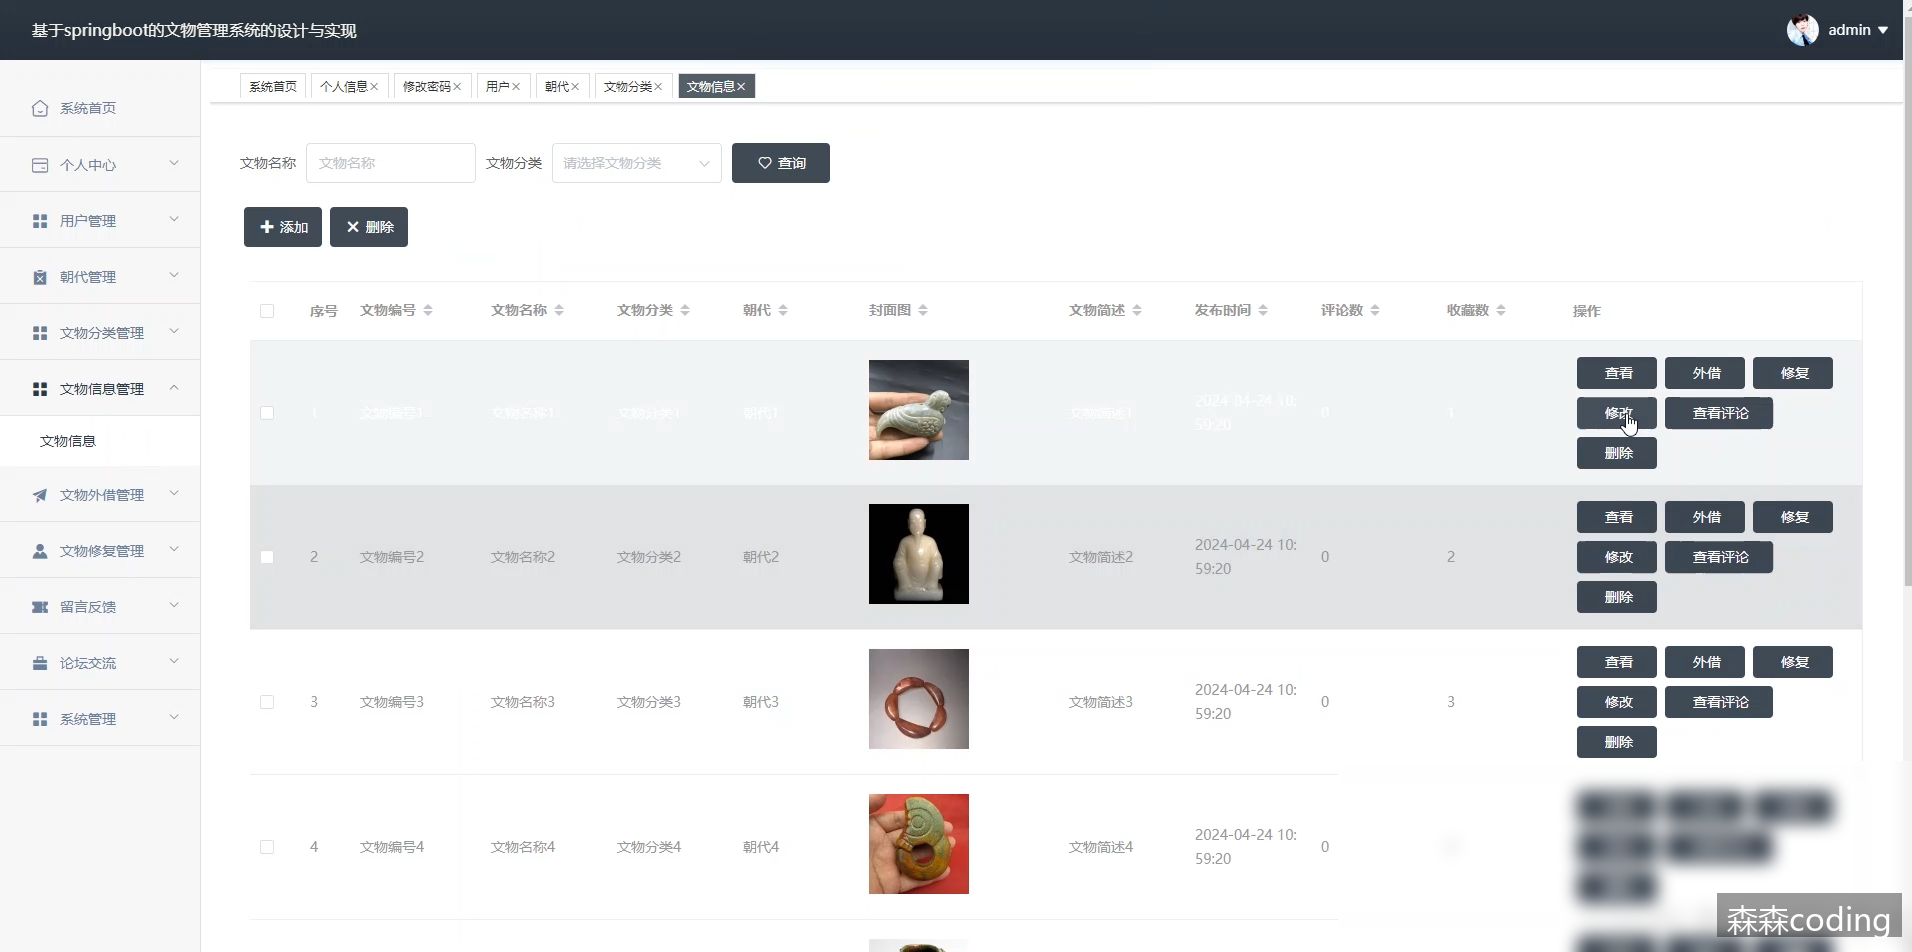 基于springboot的文物管理系统的设计与实现
admin
系统首页 个人信息× 修改密码× 用户× 朝代× 文物分类× 文物信息×
系统首页
个人中心
用户管理
朝代管理
文物分类管理
文物信息管理
文物信息
文物外借管理
文物修复管理
留言反馈
论坛交流
系统管理
文物名称 文物名称 文物分类 请选择文物分类 查询
添加 删除
序号 文物编号 文物名称 文物分类 朝代 封面图 文物简述 发布时间 评论数 收藏数 操作
1 文物编号1 文物名称1 文物分类1 朝代1 文物简述1 2024-04-24 10:
59:20 0 1
查看 外借 修复
修改 查看评论
删除
2 文物编号2 文物名称2 文物分类2 朝代2 文物简述2 2024-04-24 10:
59:20 0 2
查看 外借 修复
修改 查看评论
删除
3 文物编号3 文物名称3 文物分类3 朝代3 文物简述3 2024-04-24 10:
59:20 0 3
查看 外借 修复
修改 查看评论
删除
4 文物编号4 文物名称4 文物分类4 朝代4 文物简述4 2024-04-24 10:
59:20 0
森森coding